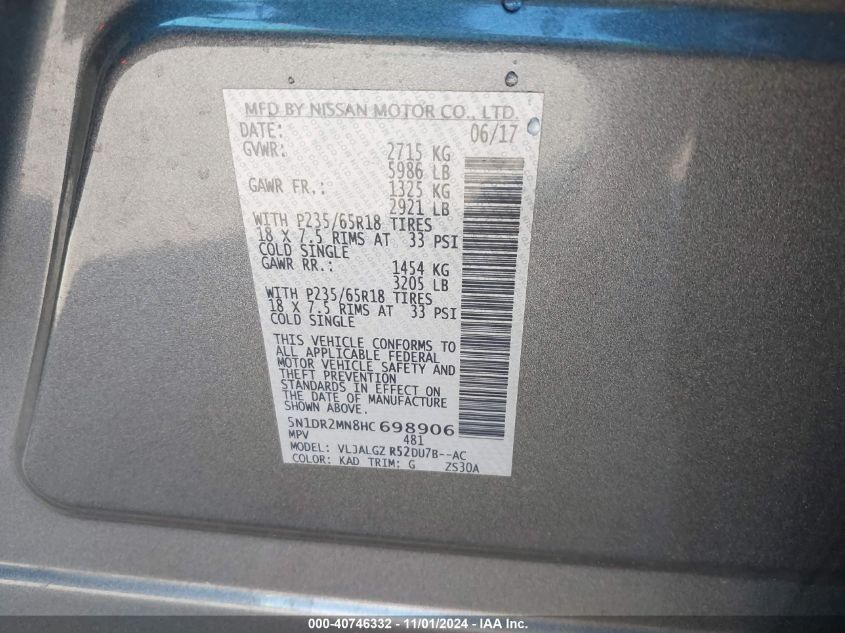 MFD BY NISSAN MOTOR CO., LTD.
DATE: 06/17
GVWR: 2715 KG
5986 LB
GAWR FR.: 1325 KG
2921 LB
WITH P235/65R18 TIRES
18 X 7.5 RIMS AT 33 PSI
COLD SINGLE
GAWR RR.: 1454 KG
3205 LB
WITH P235/65R18 TIRES
18 X 7.5 RIMS AT 33 PSI
COLD SINGLE
THIS VEHICLE CONFORMS TO
ALL APPLICABLE FEDERAL
MOTOR VEHICLE SAFETY AND
THEFT PREVENTION
STANDARDS IN EFFECT ON
THE DATE OF MANUFACTURE
SHOWN ABOVE.
5N1DR2MN8HC698906
MPV 481
MODEL: VLJALGZ R52DU7B--AC
COLOR: KAD TRIM: G ZS30A
000-40746332 - 11/01/2024 - IAA Inc.